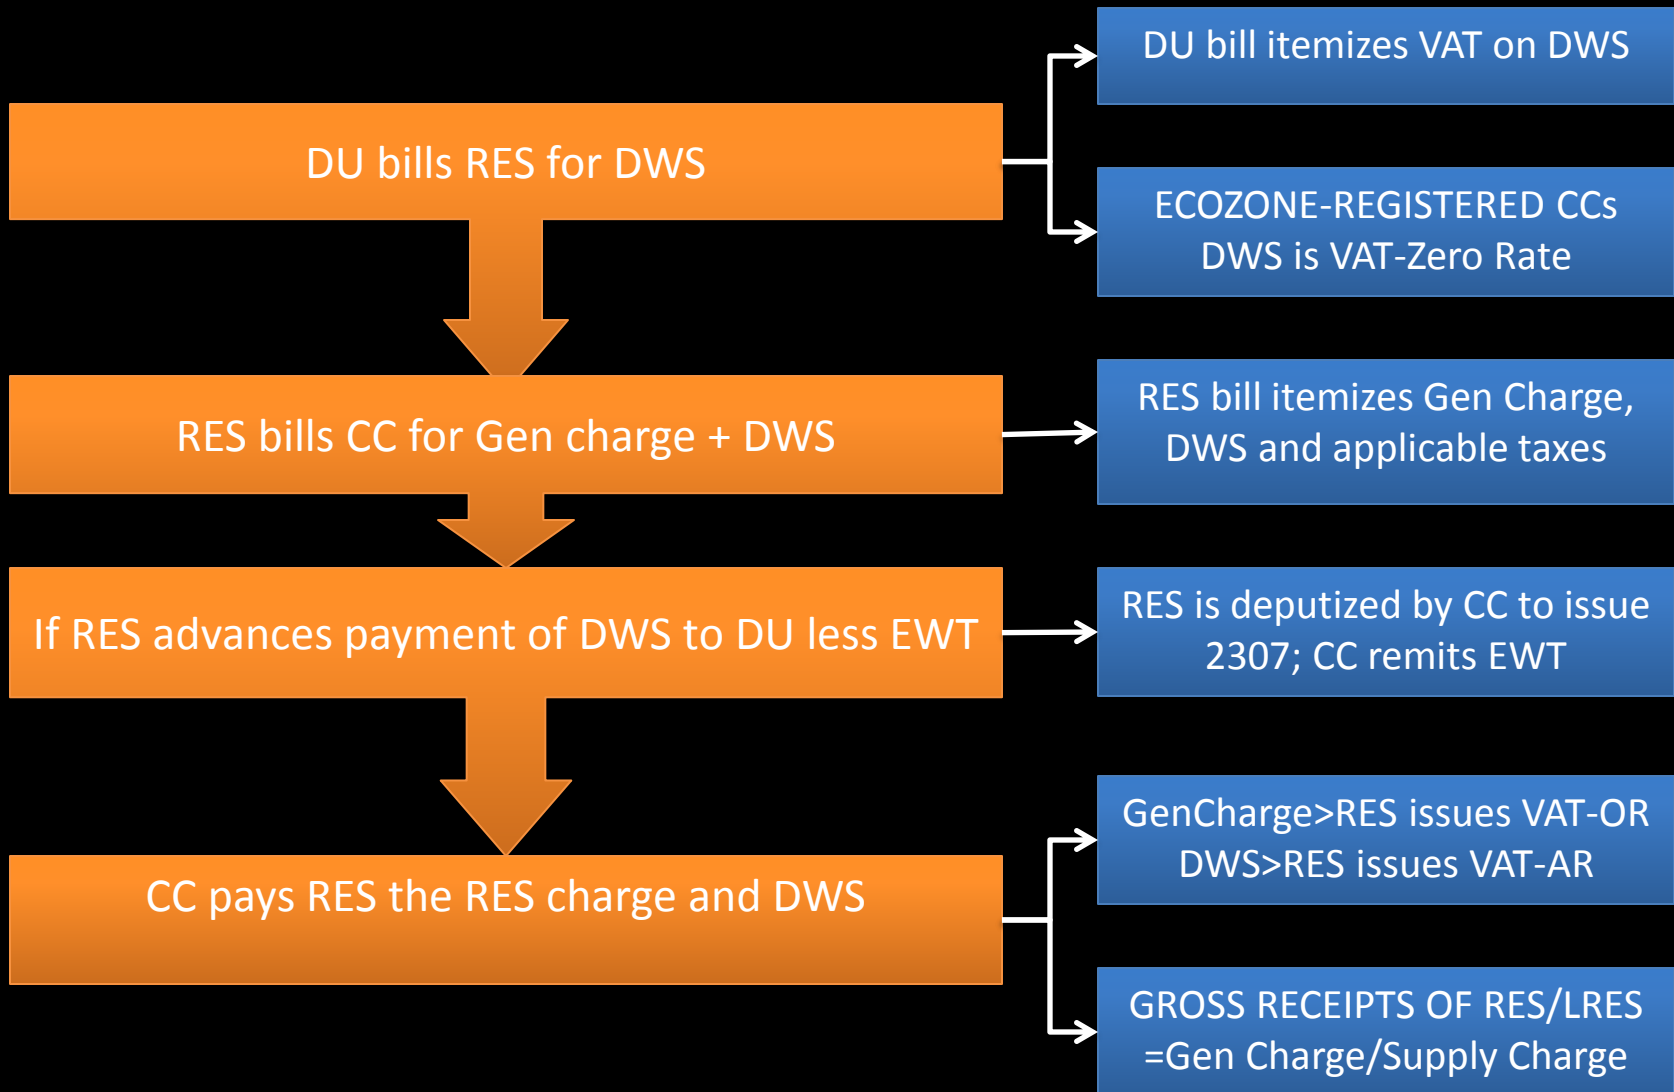 DU bills RES for DWS
DU bill itemizes VAT on DWS
ECOZONE-REGISTERED CCs
DWS is VAT-Zero Rate
RES bills CC for Gen charge + DWS
RES bill itemizes Gen Charge,
DWS and applicable taxes
If RES advances payment of DWS to DU less EWT
RES is deputized by CC to issue
2307; CC remits EWT
CC pays RES the RES charge and DWS
GenCharge>RES issues VAT-OR
DWS>RES issues VAT-AR
GROSS RECEIPTS OF RES/LRES
=Gen Charge/Supply Charge